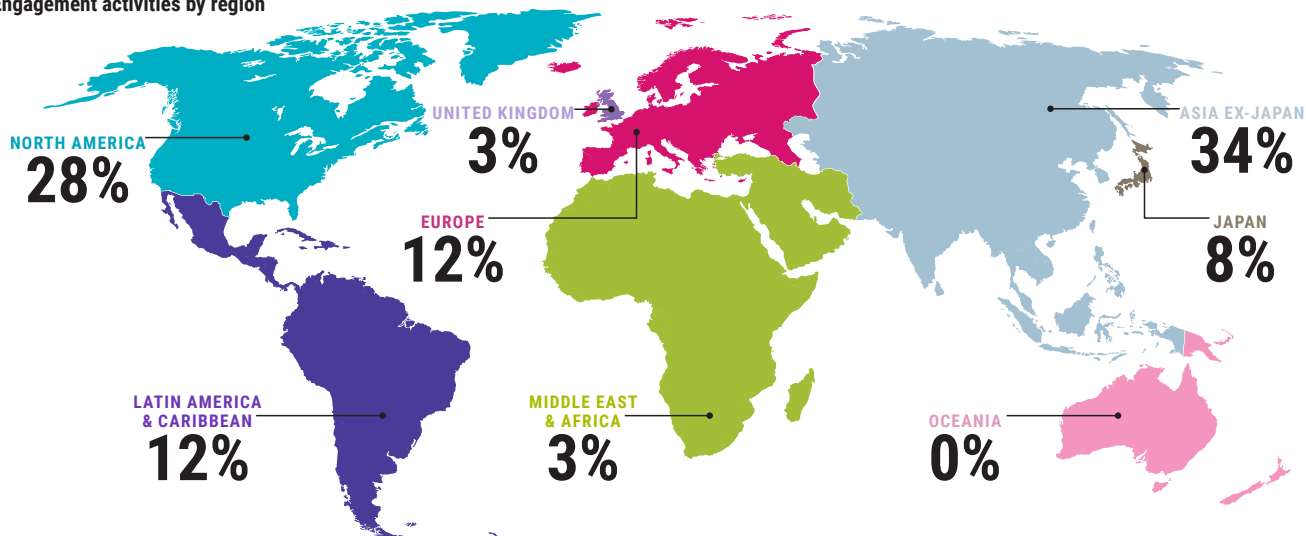 Engagement activities by region
NORTH AMERICA
28%
UNITED KINGDOM
3%
EUROPE
12%
ASIA EX-JAPAN
34%
JAPAN
8%
LATIN AMERICA
& CARIBBEAN
12%
MIDDLE EAST
& AFRICA
3%
OCEANIA
0%